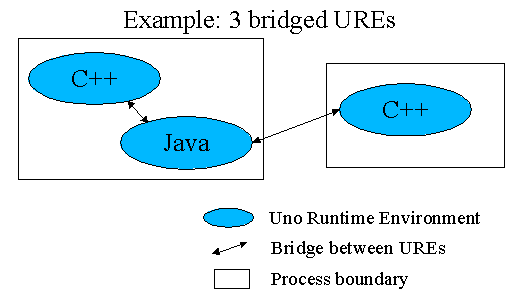 Example: 3 bridged UREs
C++
Java
C++
Uno Runtime Environment
Bridge between UREs
Process boundary